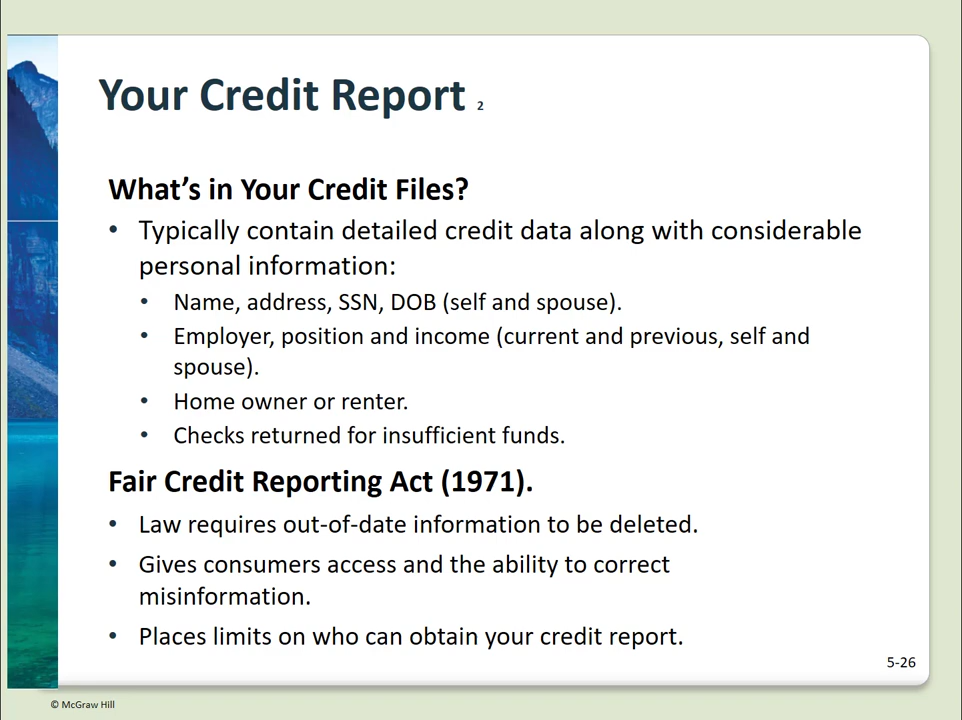 Your Credit Report 2
What’s in Your Credit Files?
• Typically contain detailed credit data along with considerable
personal information:
• Name, address, SSN, DOB (self and spouse).
• Employer, position and income (current and previous, self and
spouse).
• Home owner or renter.
• Checks returned for insufficient funds.
Fair Credit Reporting Act (1971).
• Law requires out-of-date information to be deleted.
• Gives consumers access and the ability to correct
misinformation.
• Places limits on who can obtain your credit report.
5-26
© McGraw Hill